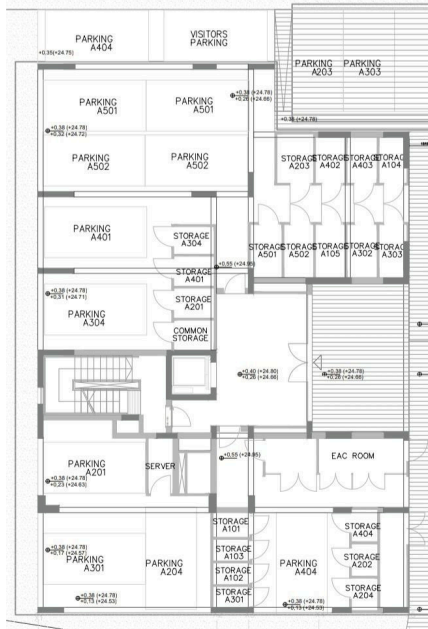 PARKING
A404
VISITORS
PARKING
+0,35(+24.75)
PARKING
A203
PARKING
A303
+0,38 (+24.78)
PARKING
A501
PARKING
A501
+0,38 (+24.78)
+0,26 (+24.66)
+0,38 (+24.78)
+0,32 (+24.72)
PARKING
A502
PARKING
A502
STORAGE
A203
STORAGE
A402
STORAGE
A403
STORAGE
A104
PARKING
A401
STORAGE
A304
STORAGE
A501
STORAGE
A502
STORAGE
A105
STORAGE
A302
STORAGE
A303
+0,55 (+24.95)
STORAGE
A401
+0,38 (+24.78)
+0,31 (+24.71)
STORAGE
A201
PARKING
A304
COMMON
STORAGE
+0,40 (+24.80)
+0,26 (+24.66)
+0,38 (+24.78)
+0,26 (+24.66)
PARKING
A201
SERVER
+0,55 (+24.95)
EAC ROOM
+0,38 (+24.78)
+0,23 (+24.63)
STORAGE
A101
STORAGE
A404
+0,38 (+24.78)
+0,17 (+24.57)
STORAGE
A103
PARKING
A301
PARKING
A204
STORAGE
A102
PARKING
A404
STORAGE
A202
STORAGE
A301
STORAGE
A204
+0,38 (+24.78)
+0,13 (+24.53)
+0,38 (+24.78)
+0,13 (+24.53)